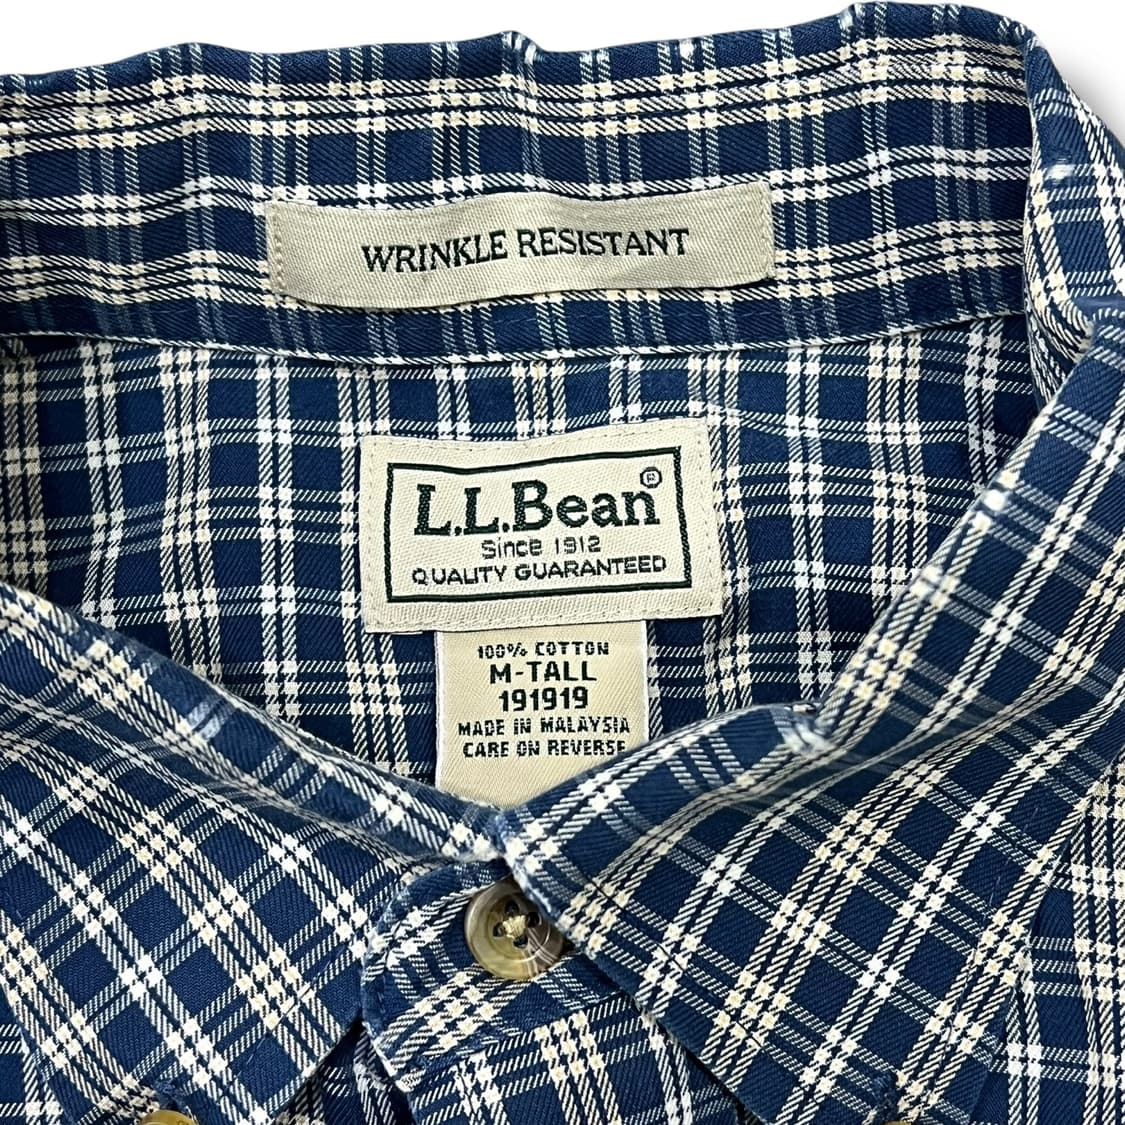 WRINKLE RESISTANT
L.L.Bean®
Since 1912
QUALITY GUARANTEED
100% COTTON
M-TALL
191919
MADE IN MALAYSIA
CARE ON REVERSE